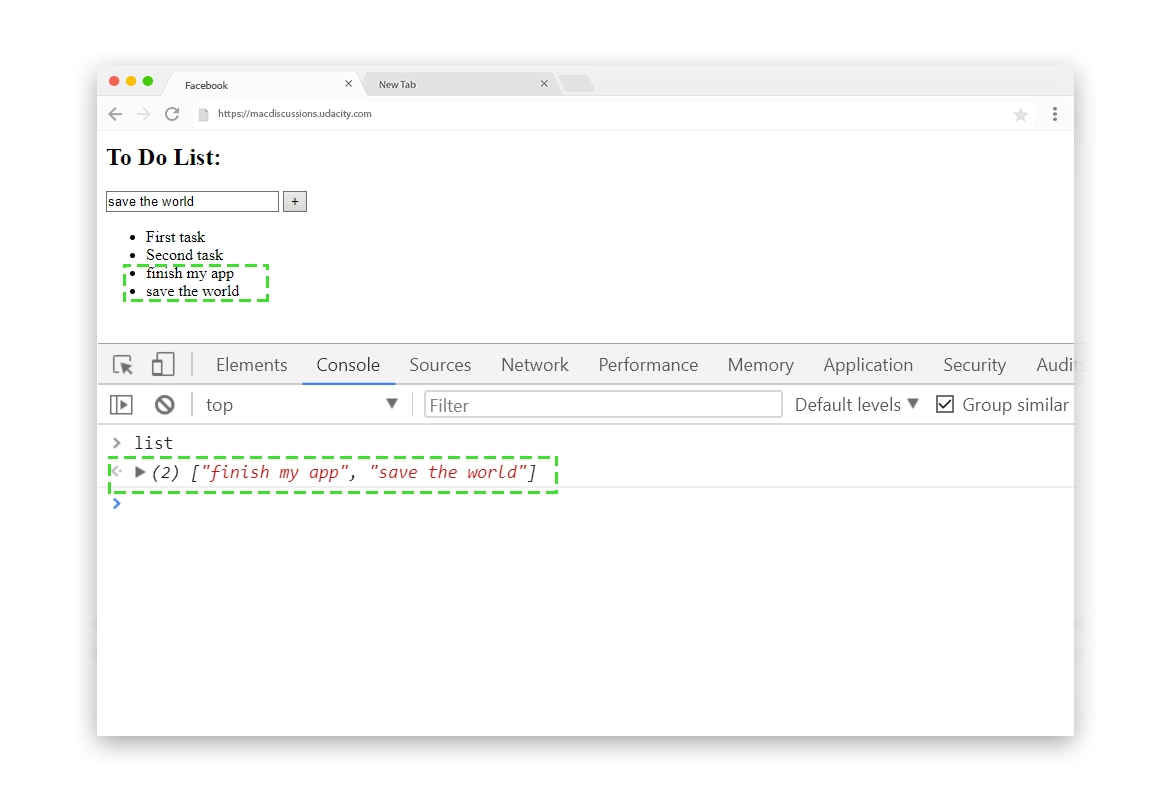 Facebook New Tab
https://macdiscussions.udacity.com
To Do List:
save the world +
First task
Second task
finish my app
save the world
Elements Console Sources Network Performance Memory Application Security Audits
top Filter Default levels Group similar
list
(2) ["finish my app", "save the world"]